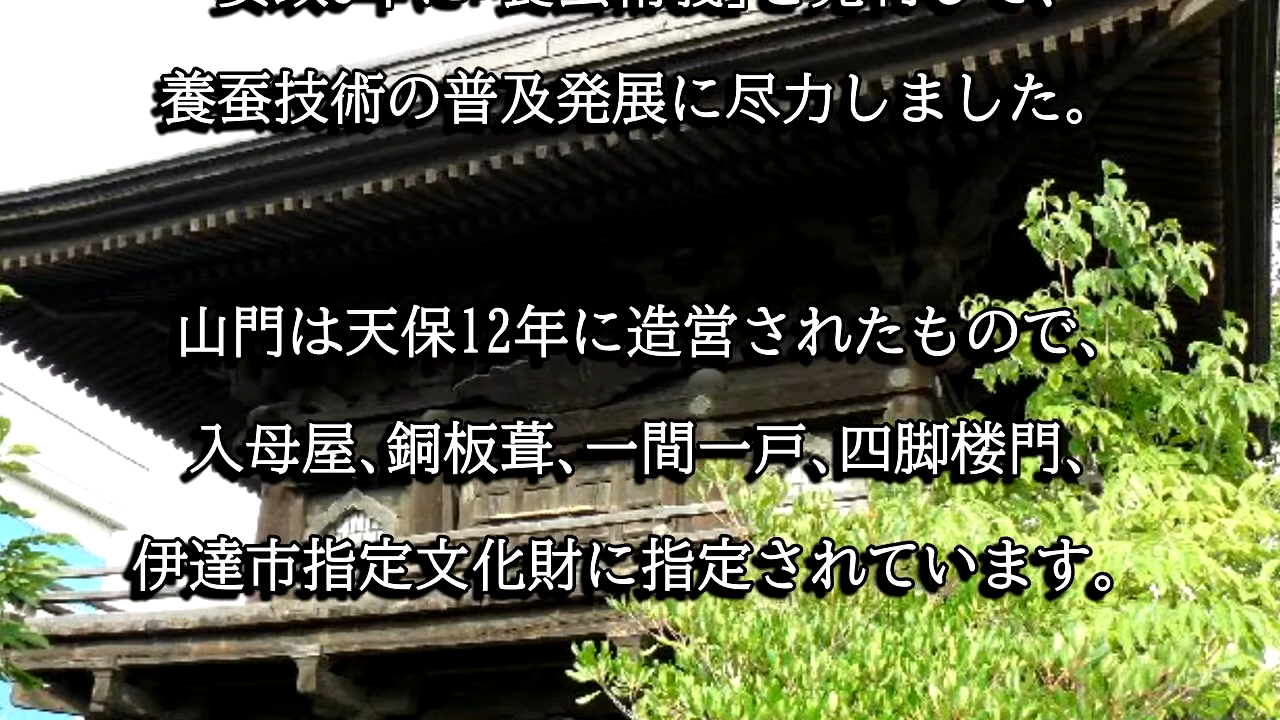 養蚕技術の普及発展に尽力しました。
山門は天保12年に造営されたもので、
入母屋、銅板葺、一間一戸、四脚楼門、
伊達市指定文化財に指定されています。